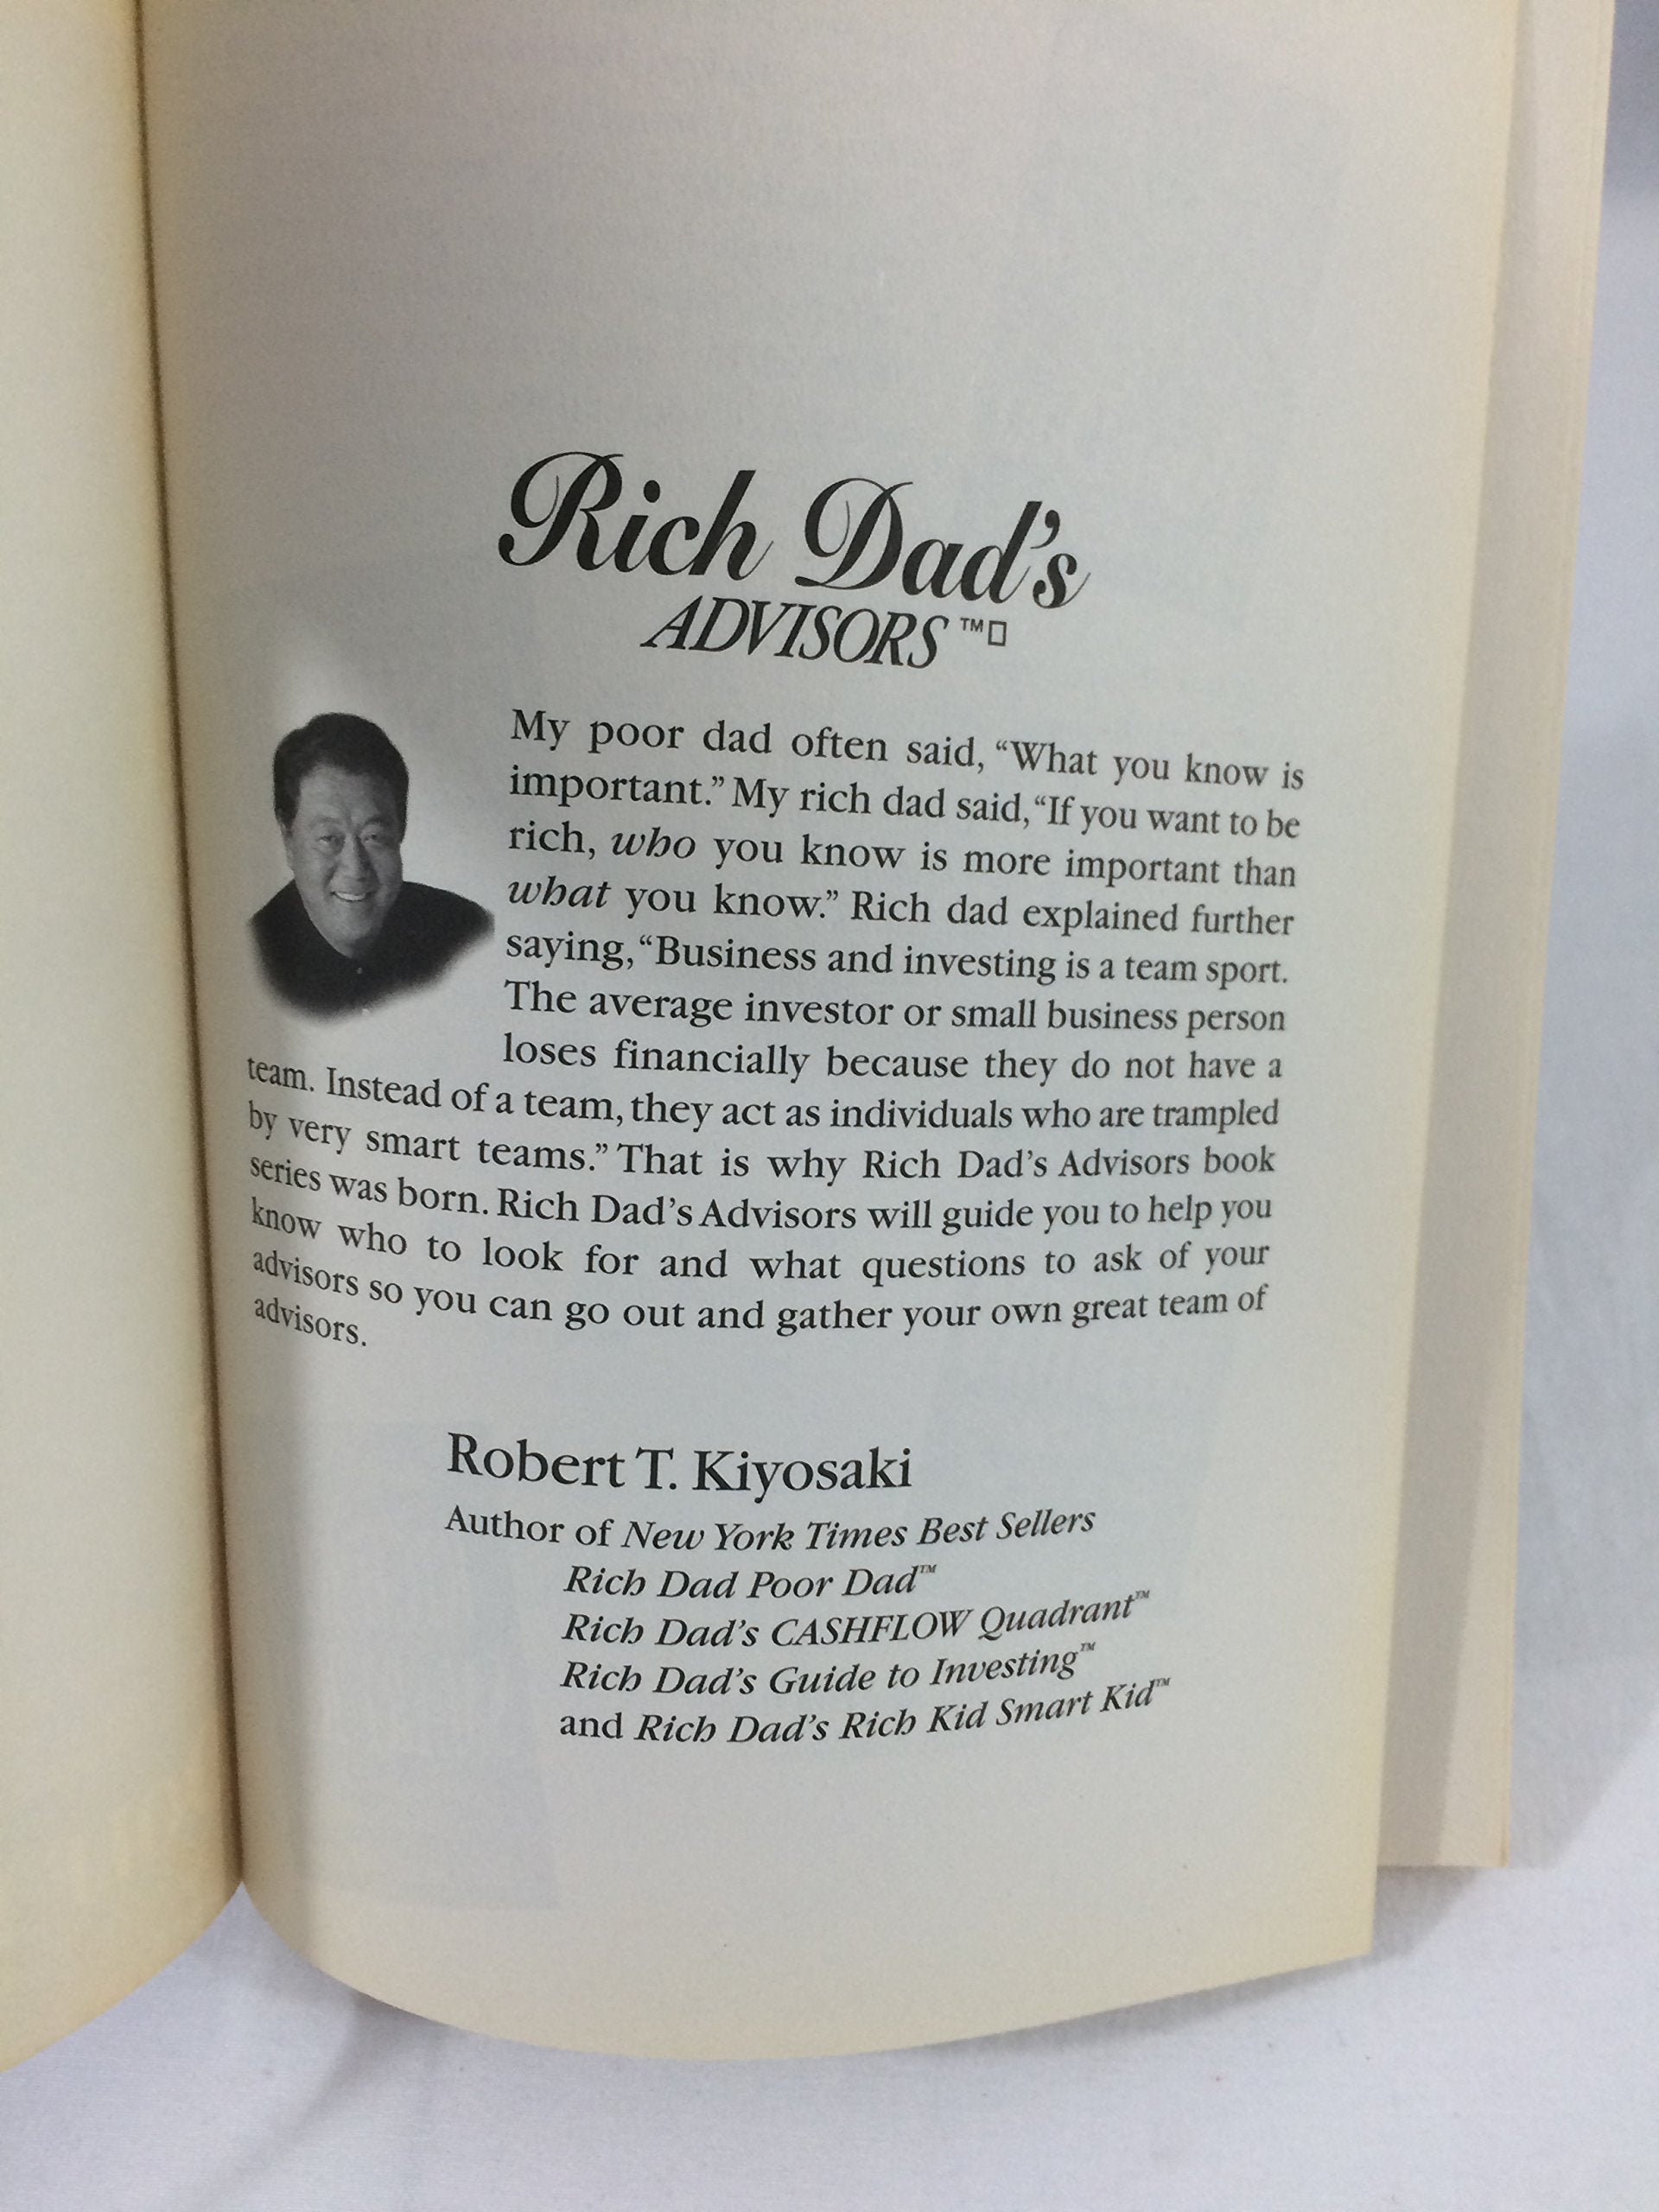 Rich Dad's
ADVISORS™▯
My poor dad often said, “What you know is
important.” My rich dad said, “If you want to be
rich, who you know is more important than
what you know.” Rich dad explained further
saying, “Business and investing is a team sport.
The average investor or small business person
loses financially because they do not have a
team. Instead of a team, they act as individuals who are trampled
by very smart teams.” That is why Rich Dad’s Advisors book
series was born. Rich Dad’s Advisors will guide you to help you
know who to look for and what questions to ask of your
advisors so you can go out and gather your own great team of
advisors.
Robert T. Kiyosaki
Author of New York Times Best Sellers
Rich Dad Poor Dad™
Rich Dad’s CASHFLOW Quadrant™
Rich Dad’s Guide to Investing™
and Rich Dad’s Rich Kid Smart Kid™